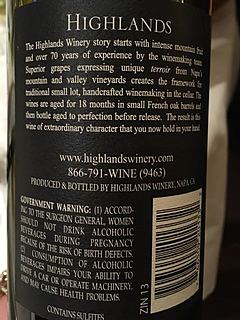 HIGHLANDS
The Highlands Winery story starts with intense mountain fruit
and over 70 years of experience by the winemaking team.
Superior grapes expressing unique terroir from Napa's
mountain and valley vineyards creates the framework for
traditional small lot, handcrafted winemaking in the cellar. The
wines are aged for 18 months in small French oak barrels and
then bottle aged to perfection before release. The result is this
wine of extraordinary character that you now hold in your hand.
www.highlandswinery.com
866-791-WINE (9463)
PRODUCED & BOTTLED BY HIGHLANDS WINERY, NAPA, CA
GOVERNMENT WARNING: (1) ACCORD-
ING TO THE SURGEON GENERAL, WOMEN
SHOULD NOT DRINK ALCOHOLIC
BEVERAGES DURING PREGNANCY
BECAUSE OF THE RISK OF BIRTH DEFECTS.
(2) CONSUMPTION OF ALCOHOLIC
BEVERAGES IMPAIRS YOUR ABILITY TO
DRIVE A CAR OR OPERATE MACHINERY,
AND MAY CAUSE HEALTH PROBLEMS.
CONTAINS SULFITES
ZIN 13